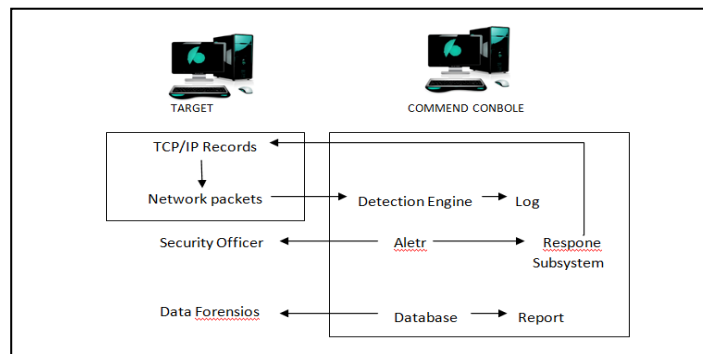 TARGET
COMMEND CONBOLE
TCP/IP Records
Network packets
Detection Engine
Log
Security Officer
Aletr
Respone
Subsystem
Data Forensios
Database
Report